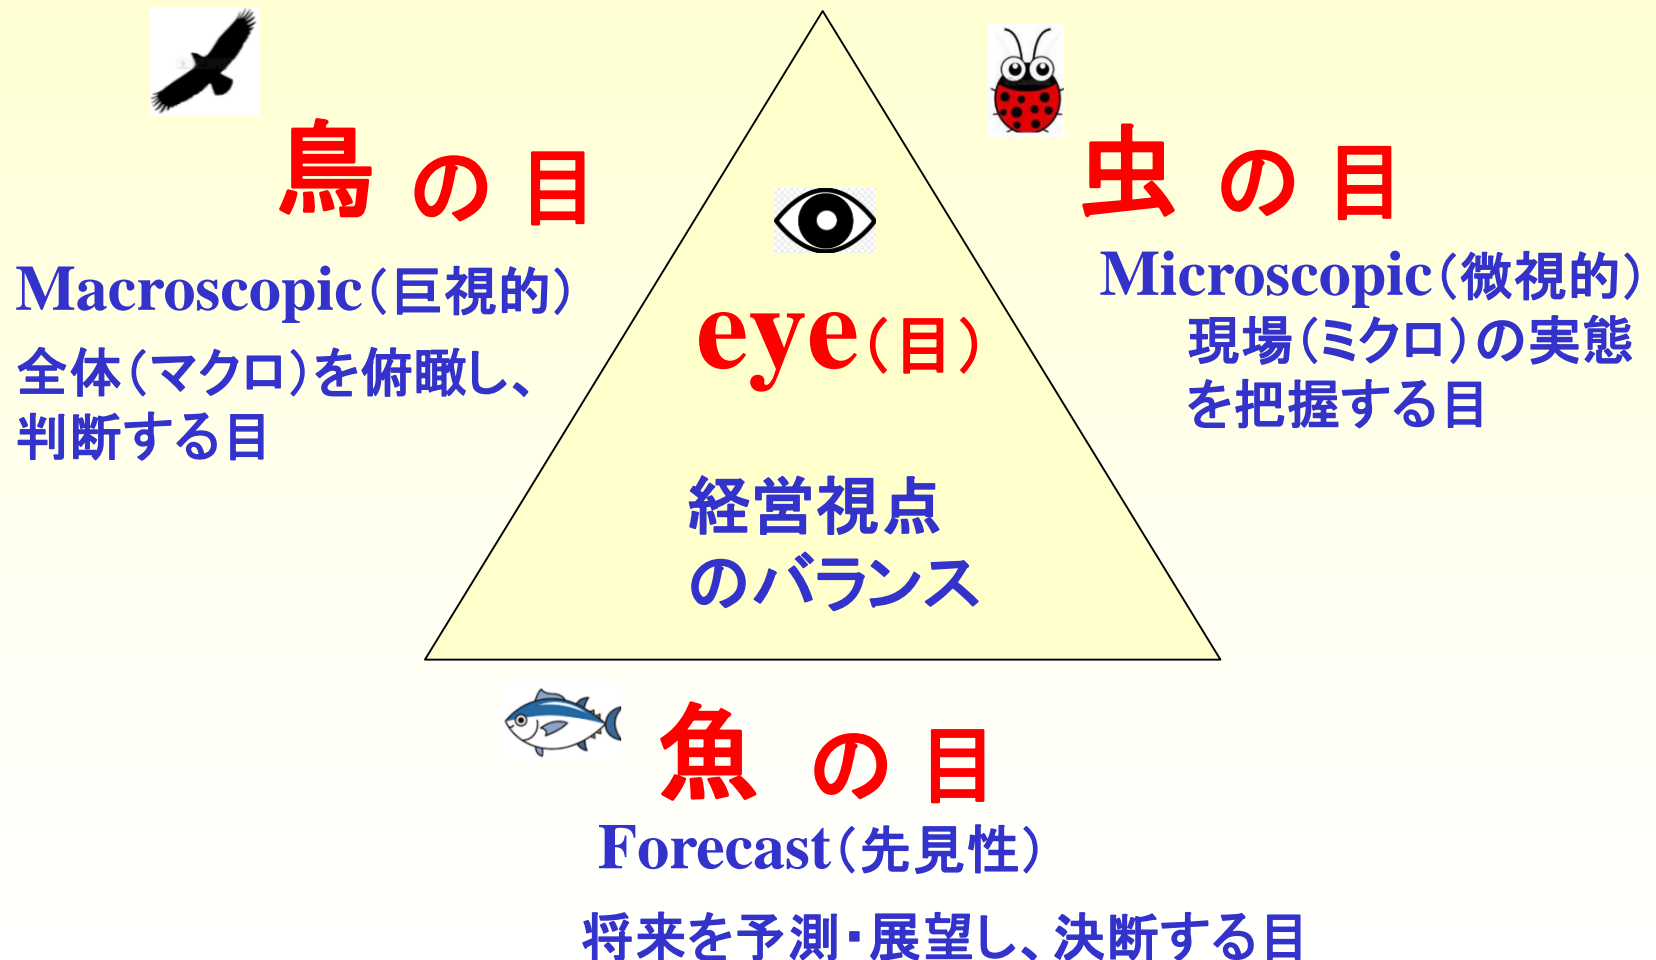 鳥の目
Macroscopic（巨視的）
全体（マクロ）を俯瞰し、
判断する目
eye（目）
経営視点
のバランス
虫の目
Microscopic（微視的）
現場（ミクロ）の実態
を把握する目
魚の目
Forecast（先見性）
将来を予測・展望し、決断する目